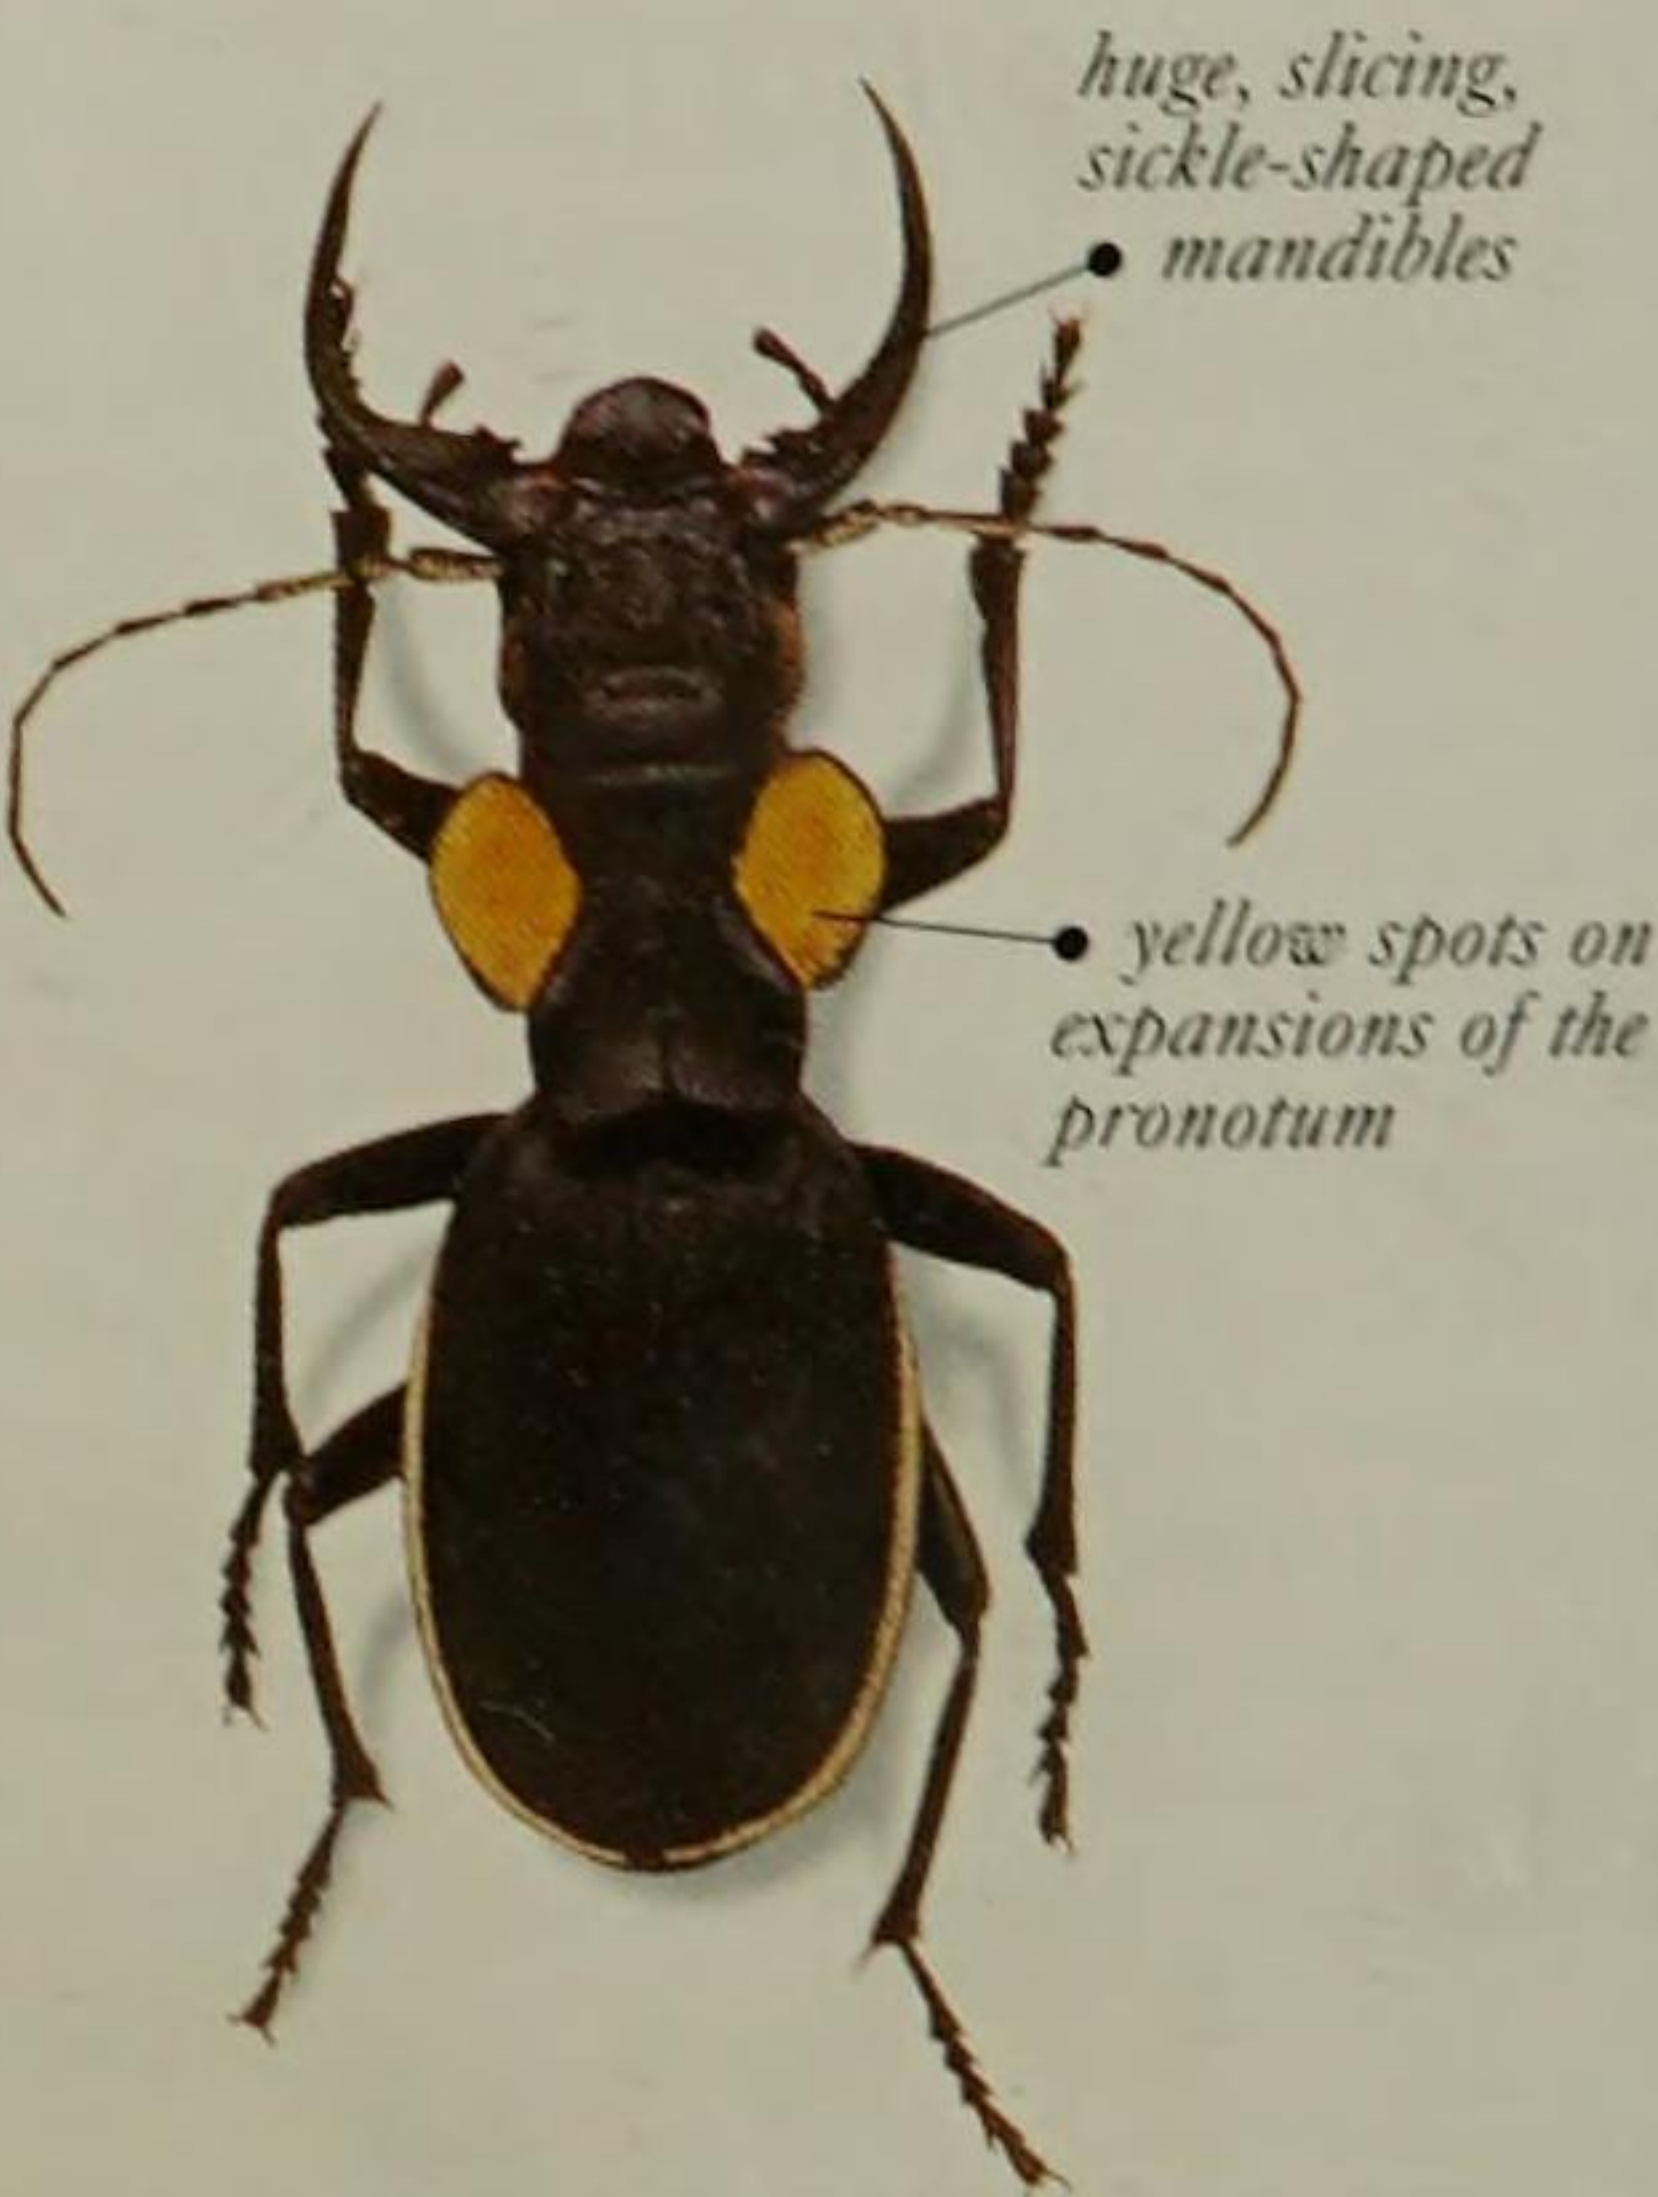 huge, slicing,
sickle-shaped
mandibles
yellow spots on
expansions of the
pronotum